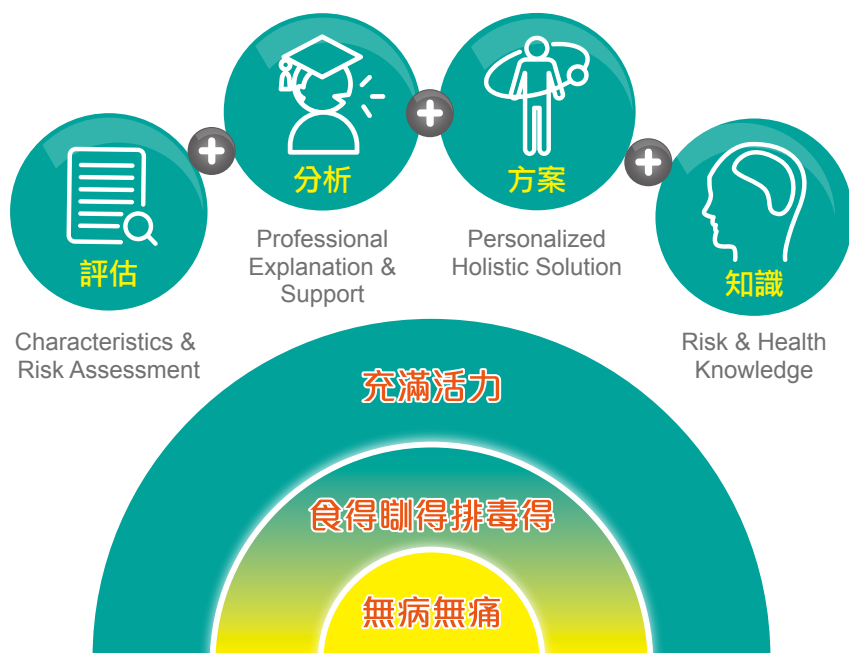 評估
Characteristics &
Risk Assessment
分析
Professional
Explanation &
Support
方案
Personalized
Holistic Solution
知識
Risk & Health
Knowledge
充滿活力
食得瞓得排毒得
無病無痛